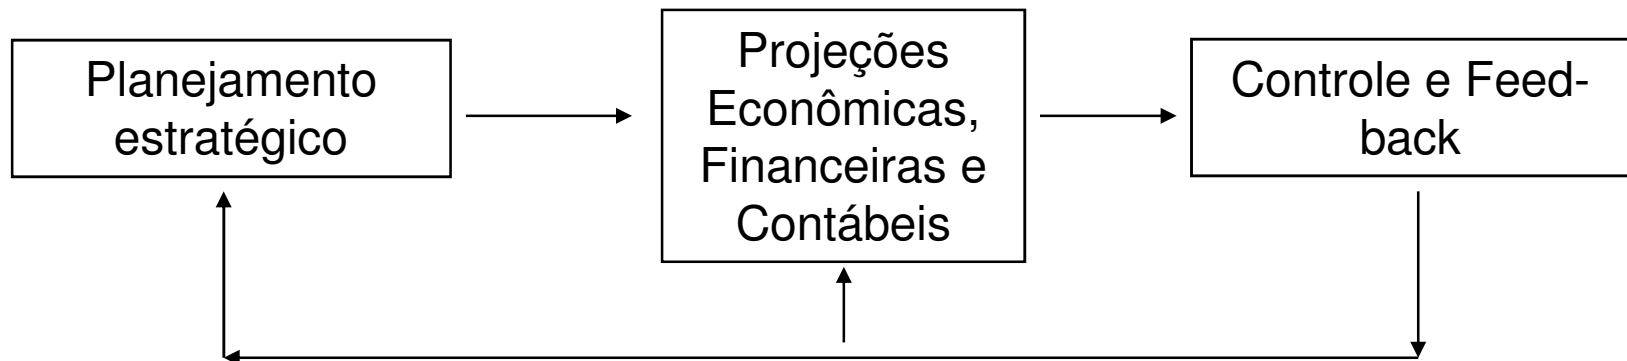 Planejamento
estratégico
Projeções
Econômicas,
Financeiras e
Contábeis
Controle e Feed-
back